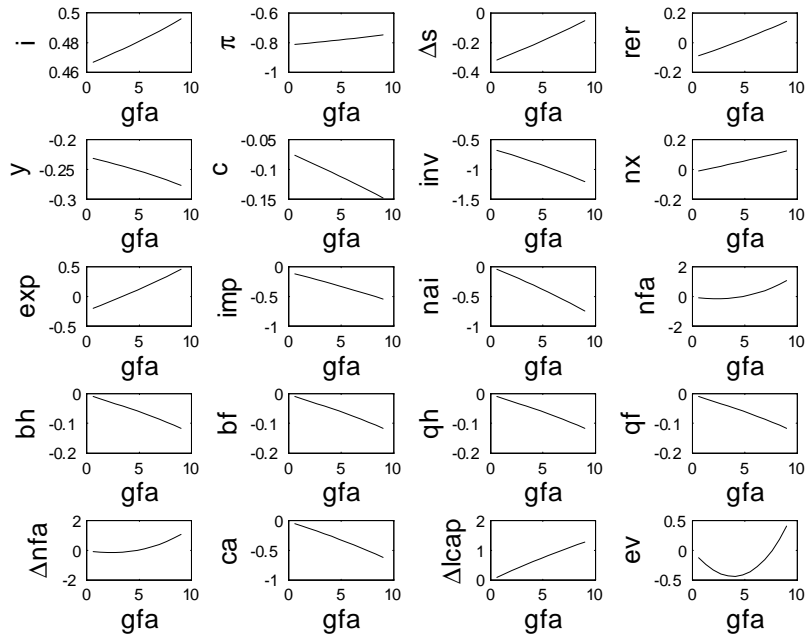 0.5 0.48 0.46 i 0 5 10 gfa
-0.6 -0.8 -1 π 0 5 10 gfa
0 -0.2 -0.4 Δs 0 5 10 gfa
0.2 0 -0.2 rer 0 5 10 gfa
-0.2 -0.25 -0.3 y 0 5 10 gfa
-0.05 -0.1 -0.15 c 0 5 10 gfa
-0.5 -1 -1.5 inv 0 5 10 gfa
0.2 0 -0.2 nx 0 5 10 gfa
0.5 0 -0.5 exp 0 5 10 gfa
0 -0.5 -1 imp 0 5 10 gfa
0 -0.5 -1 nai 0 5 10 gfa
2 0 -2 nfa 0 5 10 gfa
0 -0.1 -0.2 bh 0 5 10 gfa
0 -0.1 -0.2 bf 0 5 10 gfa
0 -0.1 -0.2 qh 0 5 10 gfa
0 -0.1 -0.2 qf 0 5 10 gfa
2 0 -2 Δnfa 0 5 10 gfa
0 -0.5 -1 ca 0 5 10 gfa
2 1 0 Δlcap 0 5 10 gfa
0.5 0 -0.5 ev 0 5 10 gfa